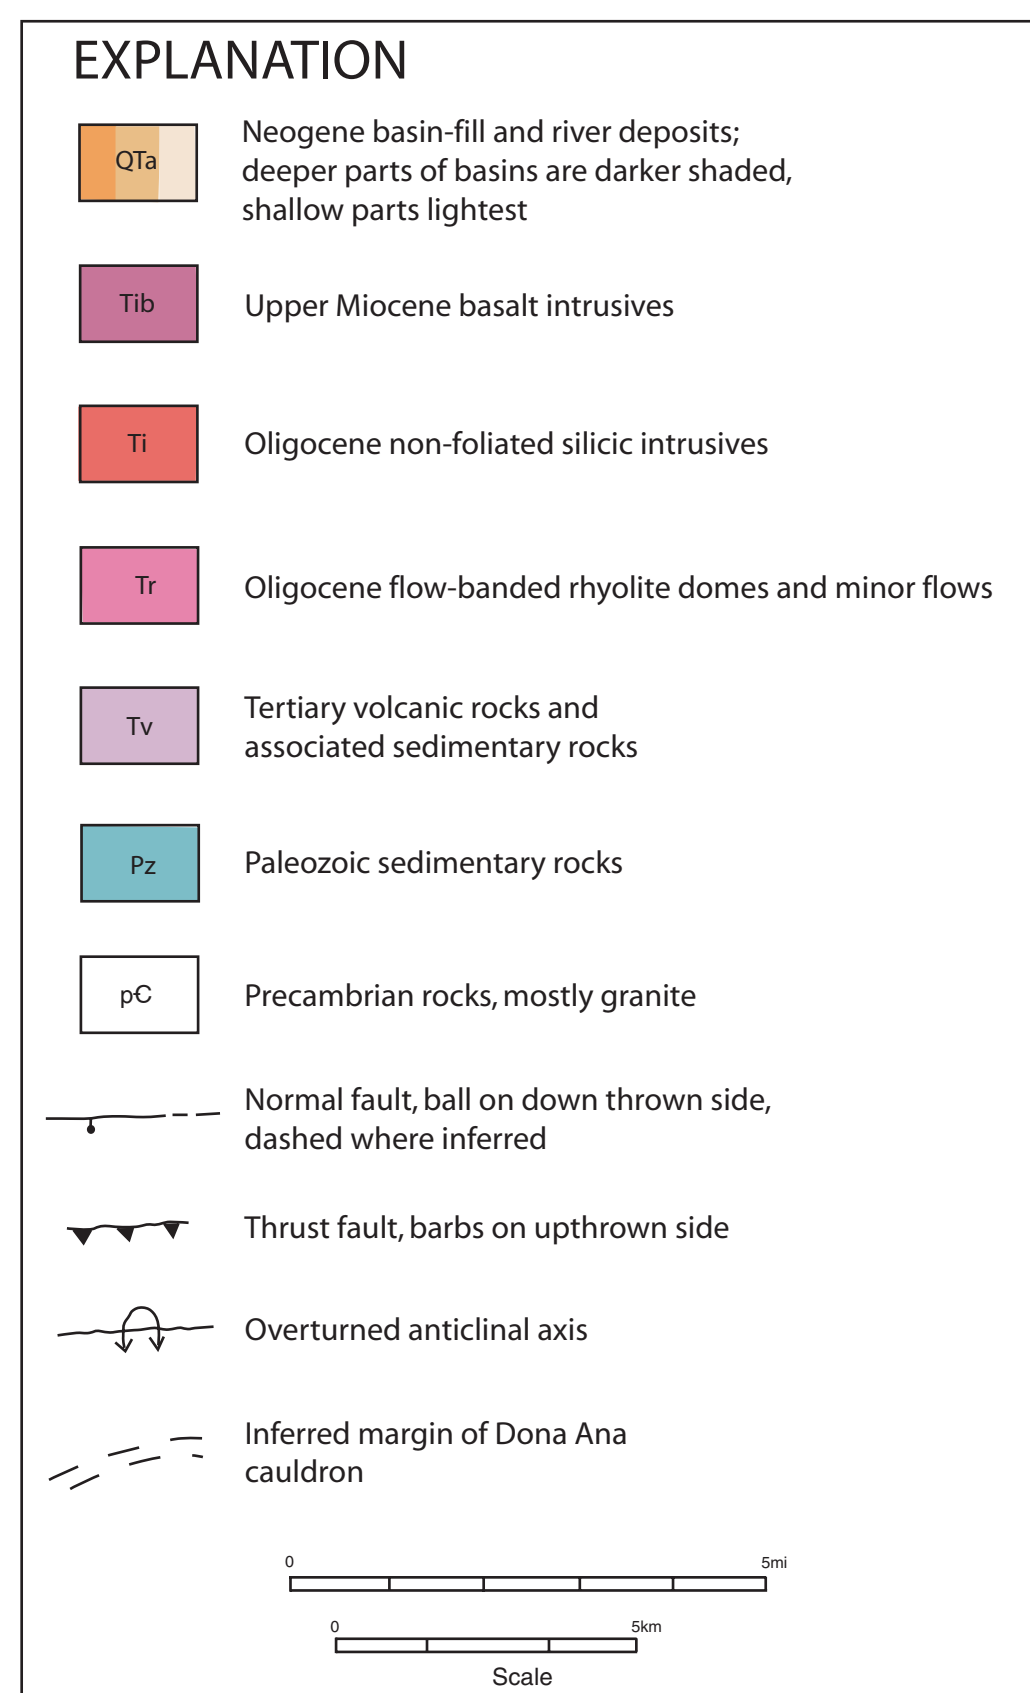 EXPLANATION
QTa
Neogene basin-fill and river deposits;
deeper parts of basins are darker shaded,
shallow parts lightest
Tib
Upper Miocene basalt intrusives
Ti
Oligocene non-foliated silicic intrusives
Tr
Oligocene flow-banded rhyolite domes and minor flows
Tv
Tertiary volcanic rocks and
associated sedimentary rocks
Pz
Paleozoic sedimentary rocks
pꞒ
Precambrian rocks, mostly granite
Normal fault, ball on down thrown side,
dashed where inferred
Thrust fault, barbs on upthrown side
Overturned anticlinal axis
Inferred margin of Dona Ana
cauldron
0 5mi
0 5km
Scale